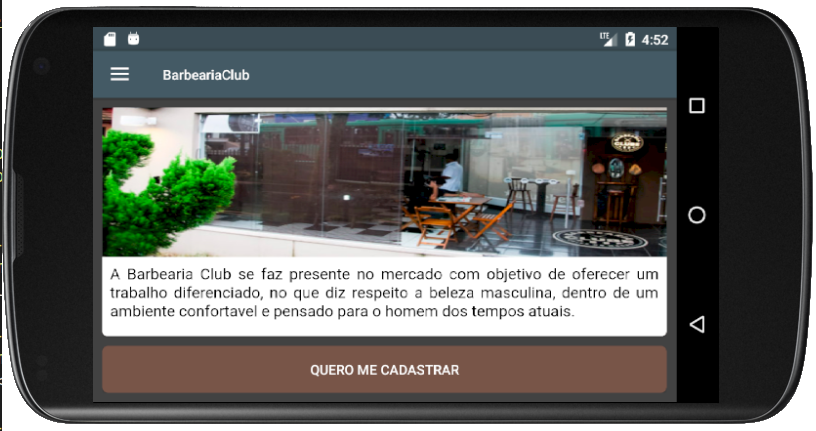 LTE 4:52
BarbeariaClub
CLUBE
CLUBE
A Barbearia Club se faz presente no mercado com objetivo de oferecer um
trabalho diferenciado, no que diz respeito a beleza masculina, dentro de um
ambiente confortavel e pensado para o homem dos tempos atuais.
QUERO ME CADASTRAR